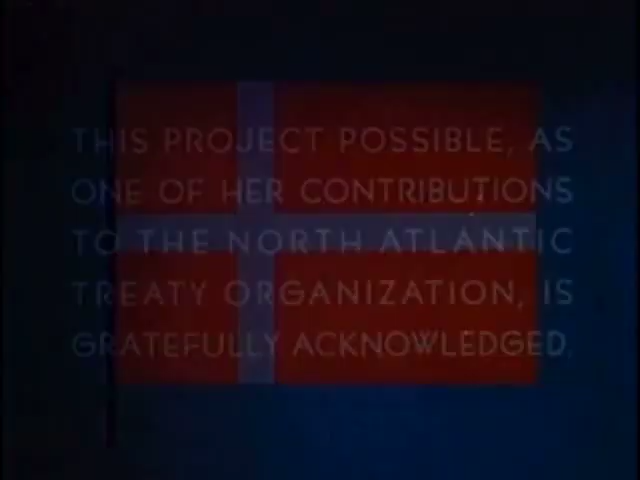 THIS PROJECT POSSIBLE, AS
ONE OF HER CONTRIBUTIONS
TO THE NORTH ATLANTIC
TREATY ORGANIZATION, IS
GRATEFULLY ACKNOWLEDGED.